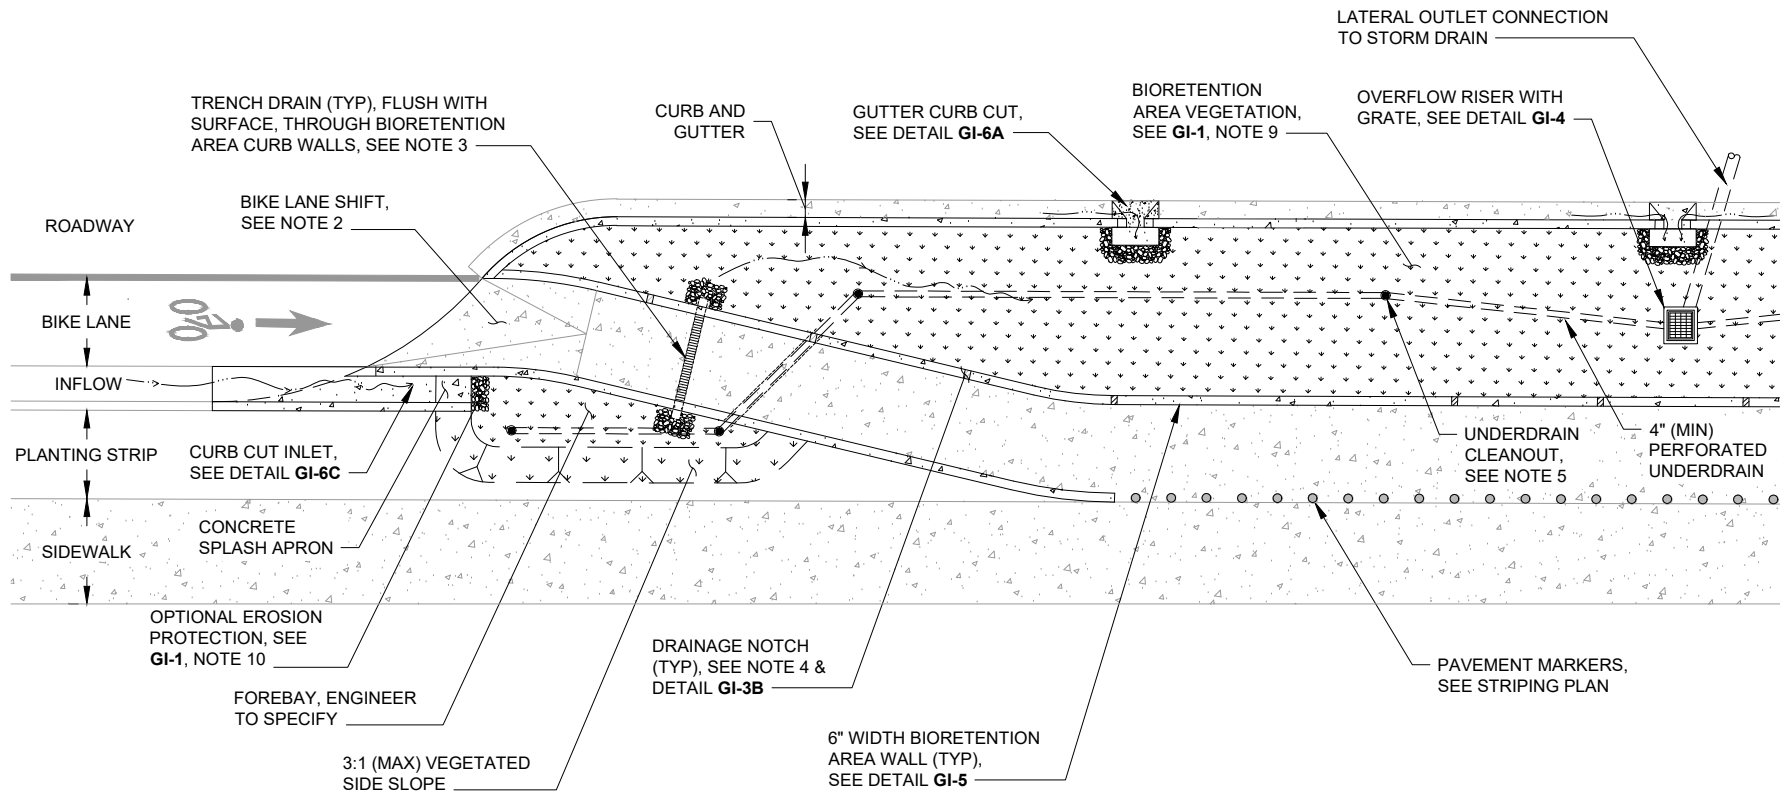 LATERAL OUTLET CONNECTION
TO STORM DRAIN
TRENCH DRAIN (TYP), FLUSH WITH
SURFACE, THROUGH BIORETENTION
AREA CURB WALLS, SEE NOTE 3
CURB AND
GUTTER
GUTTER CURB CUT,
SEE DETAIL GI-6A
BIORETENTION
AREA VEGETATION,
SEE GI-1, NOTE 9
OVERFLOW RISER WITH
GRATE, SEE DETAIL GI-4
BIKE LANE SHIFT,
SEE NOTE 2
ROADWAY
BIKE LANE
INFLOW
PLANTING STRIP
SIDEWALK
CURB CUT INLET,
SEE DETAIL GI-6C
CONCRETE
SPLASH APRON
OPTIONAL EROSION
PROTECTION, SEE
GI-1, NOTE 10
FOREBAY, ENGINEER
TO SPECIFY
3:1 (MAX) VEGETATED
SIDE SLOPE
DRAINAGE NOTCH
(TYP), SEE NOTE 4 &
DETAIL GI-3B
6" WIDTH BIORETENTION
AREA WALL (TYP),
SEE DETAIL GI-5
UNDERDRAIN
CLEANOUT,
SEE NOTE 5
4" (MIN)
PERFORATED
UNDERDRAIN
PAVEMENT MARKERS,
SEE STRIPING PLAN